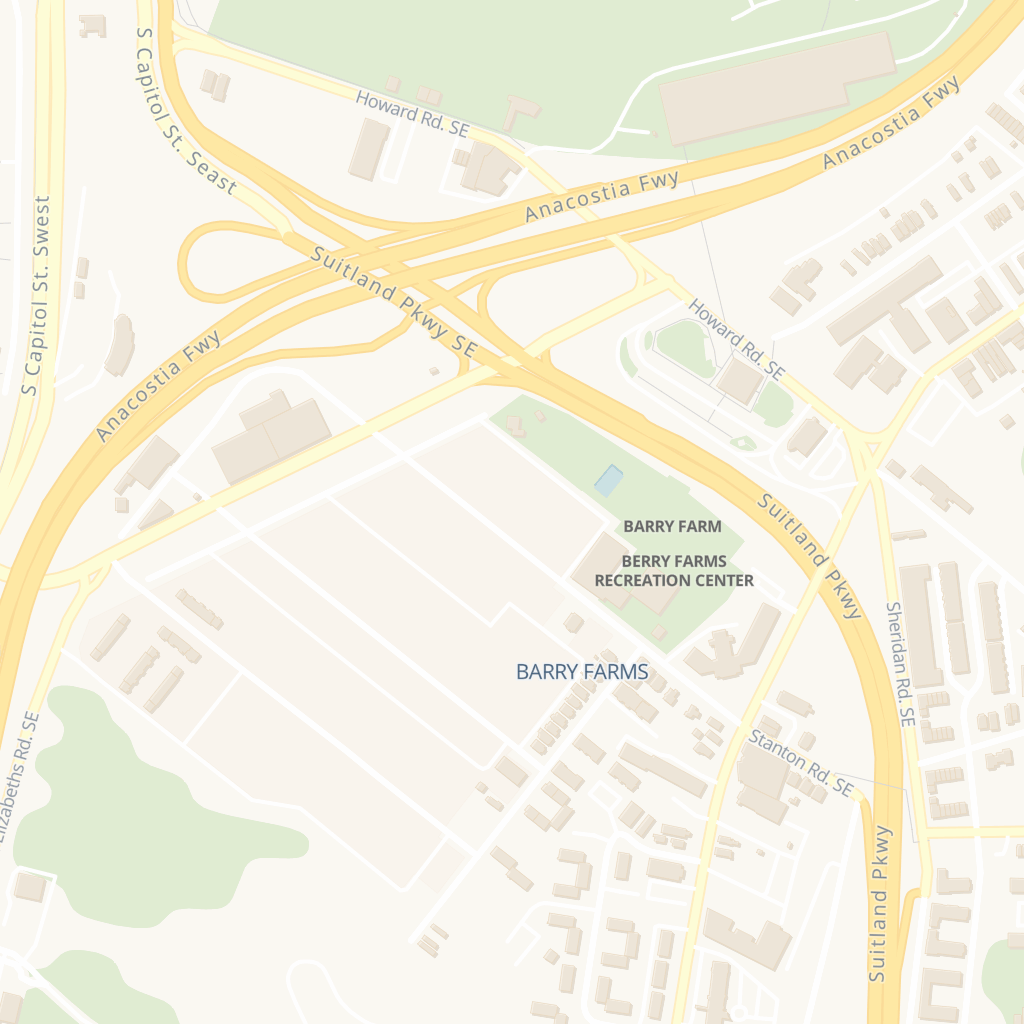 S Capitol St. Seast
Howard Rd. SE
Anacostia Fwy
Anacostia Fwy
S Capitol St. Swest
Suitland Pkwy SE
Howard Rd. SE
Anacostia Fwy
Suitland Pkwy
BARRY FARM
BERRY FARMS
RECREATION CENTER
Sheridan Rd. SE
BARRY FARMS
Elizabeths Rd. SE
Stanton Rd. SE
Suitland Pkwy